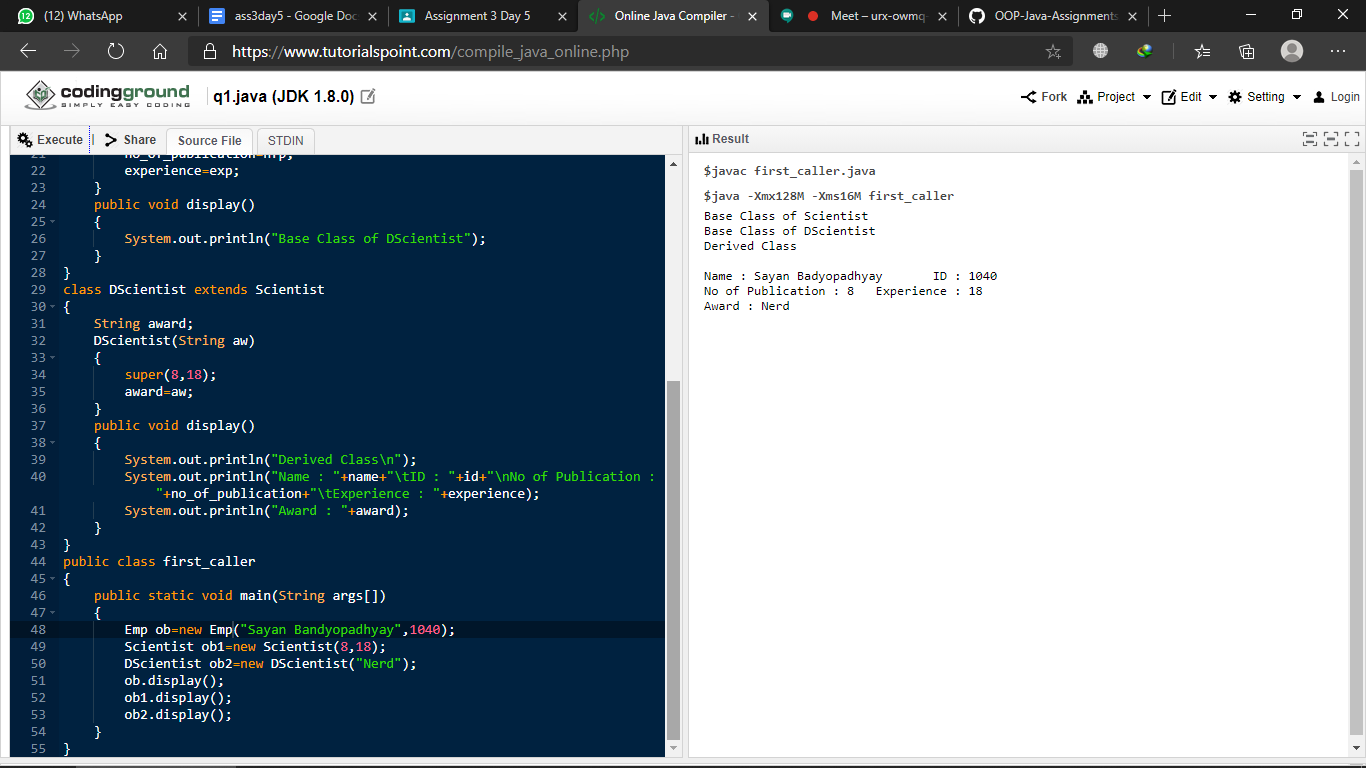 (12) WhatsApp
ass3day5 - Google Doc
Assignment 3 Day 5
Online Java Compiler -
Meet – urx-owmq-
OOP-Java-Assignments
https://www.tutorialspoint.com/compile_java_online.php
codingground
SIMPLY EASY CODING
q1.java (JDK 1.8.0)
Fork Project Edit Setting Login
Execute Share Source File STDIN
Result
21 no_of_publication=nrp;
22 experience=exp;
23 }
24 public void display()
25 {
26 System.out.println("Base Class of DScientist");
27 }
28 }
29 class DScientist extends Scientist
30 {
31 String award;
32 DScientist(String aw)
33 {
34 super(8,18);
35 award=aw;
36 }
37 public void display()
38 {
39 System.out.println("Derived Class\n");
40 System.out.println("Name : "+name+"\tID : "+id+"\nNo of Publication :
"+no_of_publication+"\tExperience : "+experience);
41 System.out.println("Award : "+award);
42 }
43 }
44 public class first_caller
45 {
46 public static void main(String args[])
47 {
48 Emp ob=new Emp("Sayan Bandyopadhyay",1040);
49 Scientist ob1=new Scientist(8,18);
50 DScientist ob2=new DScientist("Nerd");
51 ob.display();
52 ob1.display();
53 ob2.display();
54 }
55 }
$javac first_caller.java
$java -Xmx128M -Xms16M first_caller
Base Class of Scientist
Base Class of DScientist
Derived Class
Name : Sayan Badyopadhyay ID : 1040
No of Publication : 8 Experience : 18
Award : Nerd